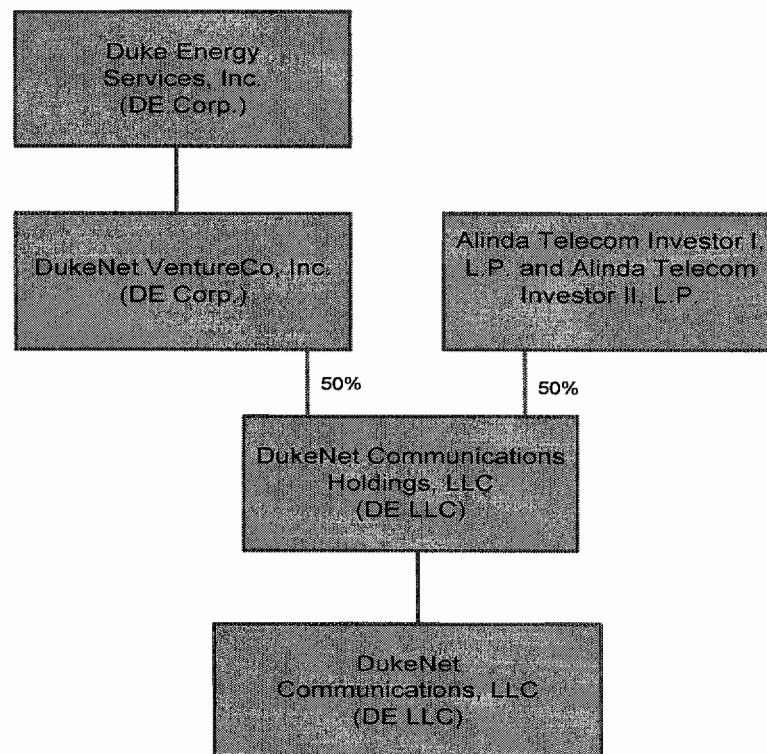 Duke Energy
Services, Inc.
(DE Corp.)
DukeNet VentureCo, Inc.
(DE Corp.)
Alinda Telecom Investor I,
L.P. and Alinda Telecom
Investor II, L.P.
50%
50%
DukeNet Communications
Holdings, LLC
(DE LLC)
DukeNet
Communications, LLC
(DE LLC)